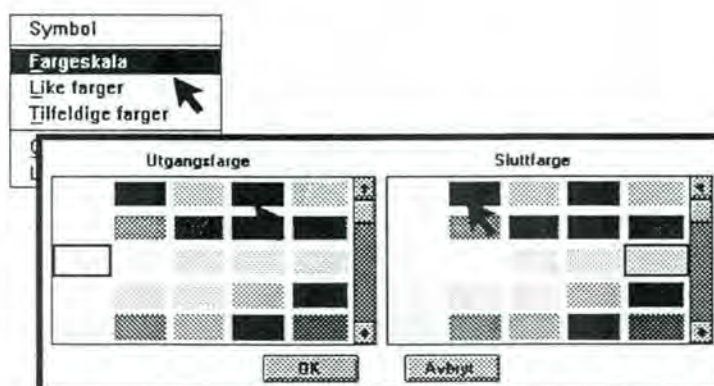 Symbol
Fargeskala
Like farger
Tilfeldige farger
Utgangsfarge
Sluttfarge
OK
Avbryt